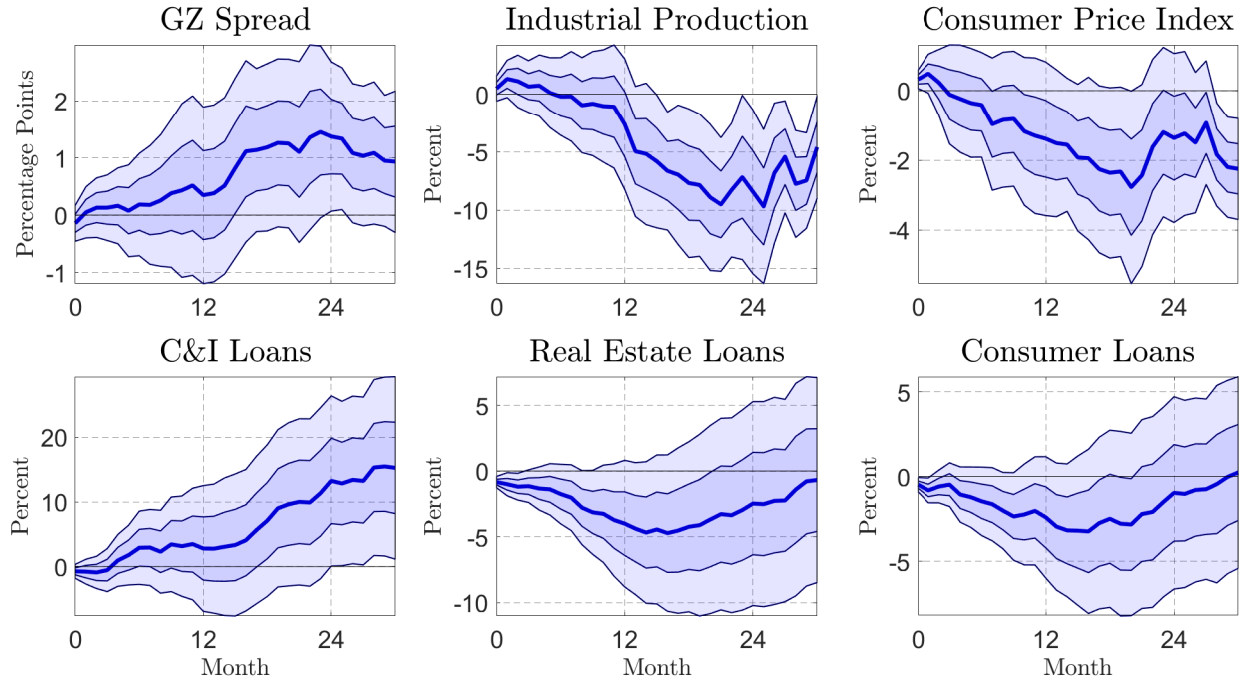 GZ Spread
Industrial Production
Consumer Price Index
Percentage Points
2
1
0
-1
0 12 24
Percent
0
-5
-10
-15
0 12 24
Percent
0
-2
-4
0 12 24
C&I Loans
Real Estate Loans
Consumer Loans
Percent
20
10
0
0 12 24
Month
Percent
5
0
-5
-10
0 12 24
Month
Percent
5
0
-5
0 12 24
Month